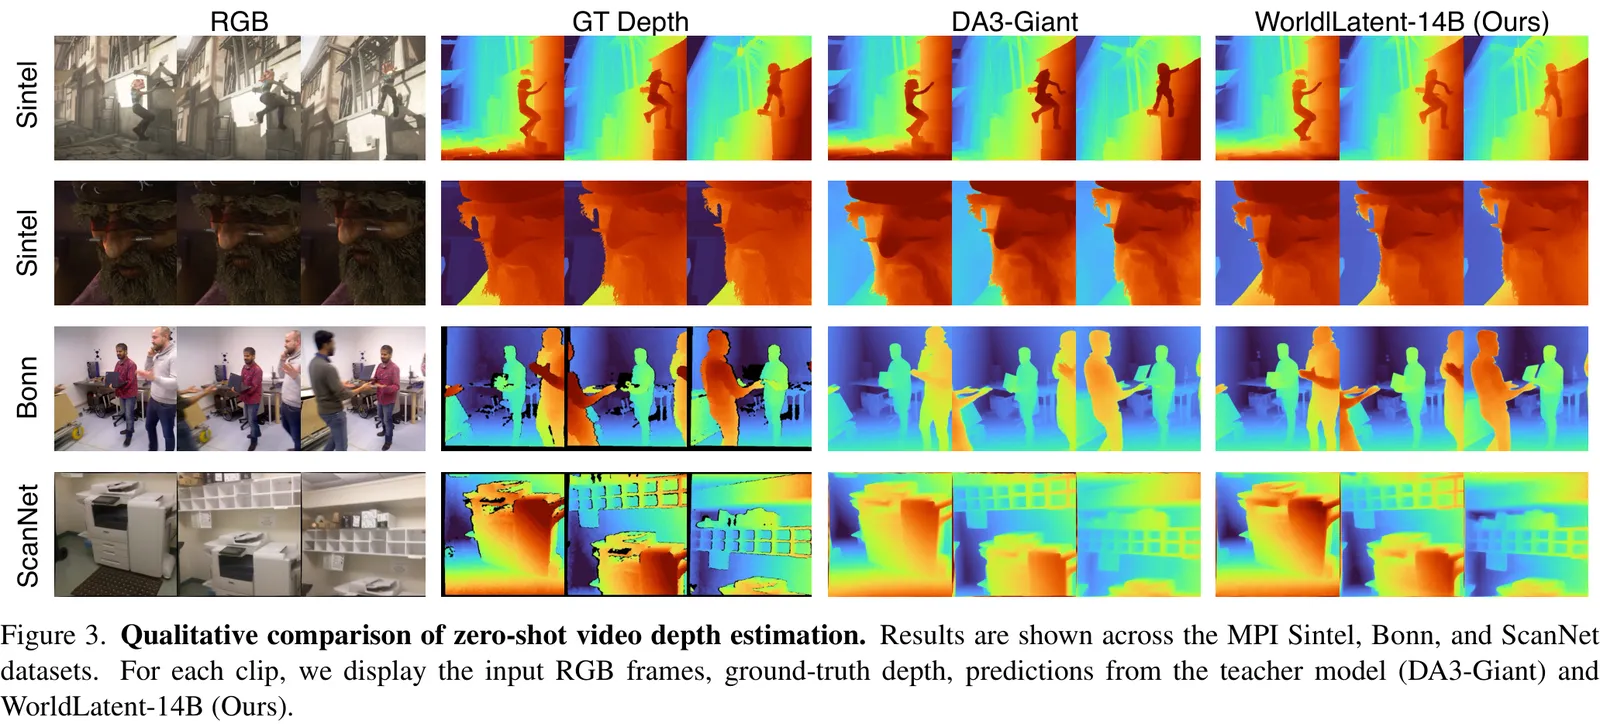 RGB GT Depth DA3-Giant WorldlLatent-14B (Ours)
Sintel
Sintel
Bonn
ScanNet
Figure 3. Qualitative comparison of zero-shot video depth estimation. Results are shown across the MPI Sintel, Bonn, and ScanNet
datasets. For each clip, we display the input RGB frames, ground-truth depth, predictions from the teacher model (DA3-Giant) and
WorldLatent-14B (Ours).